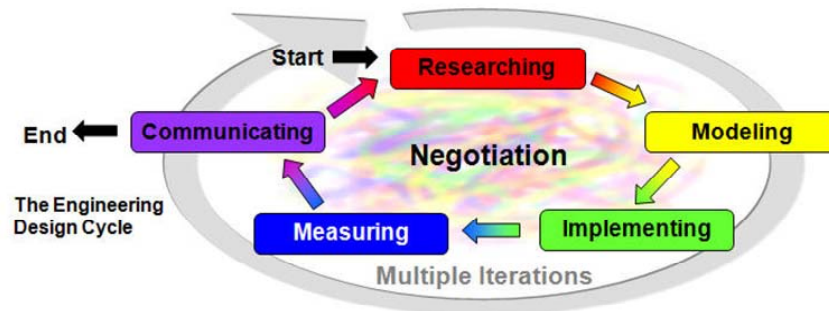 Start
Researching
End
Communicating
Modeling
Negotiation
The Engineering
Design Cycle
Measuring
Implementing
Multiple Iterations